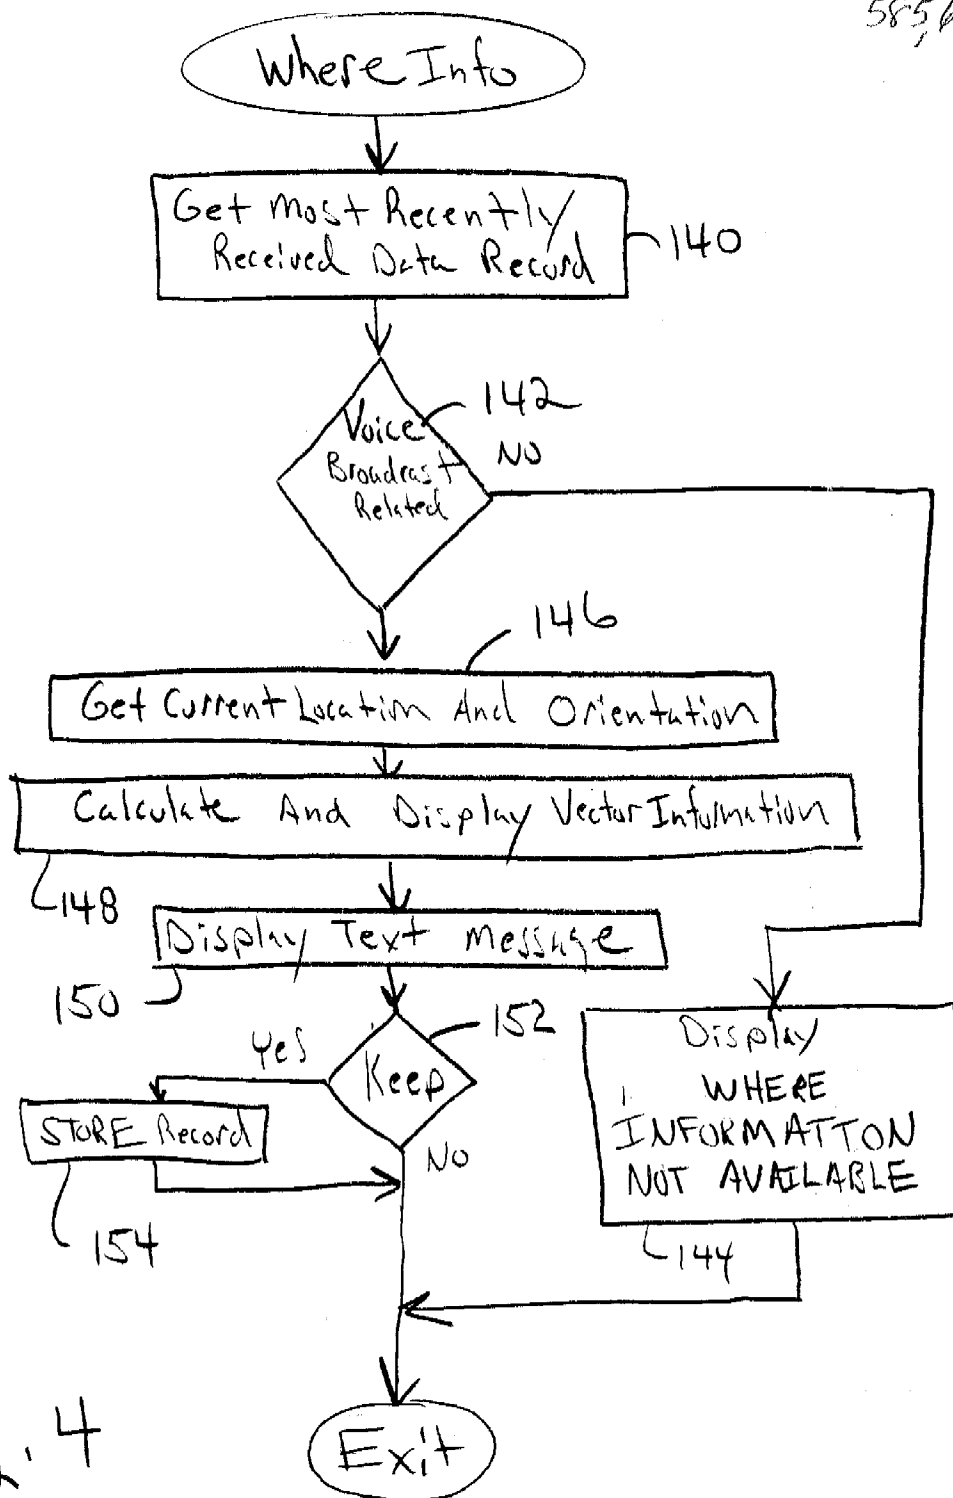 585,6
Where Info
Get Most Recently
Received Data Record
140
142
Voice
Broadcast
Related
NO
146
Get Current Location And Orientation
Calculate And Display Vector Information
148
Display Text Message
150
152
Yes
Keep
STORE Record
NO
154
Display
WHERE
INFORMATION
NOT AVAILABLE
144
. 4
Exit